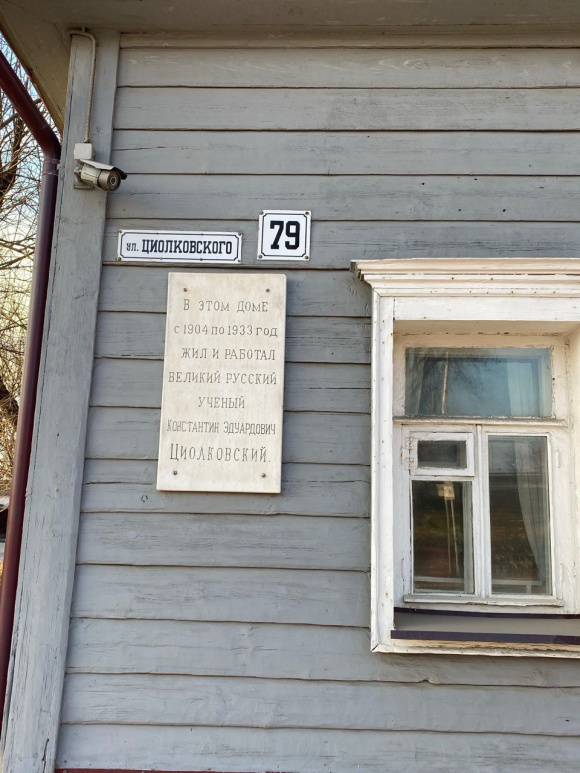 ул. ЦИОЛКОВСКОГО
79
В ЭТОМ ДОМЕ
с 1904 по 1933 год
ЖИЛ И РАБОТАЛ
ВЕЛИКИЙ РУССКИЙ
УЧЕНЫЙ
КОНСТАНТИН ЭДУАРДОВИЧ
ЦИОЛКОВСКИЙ.